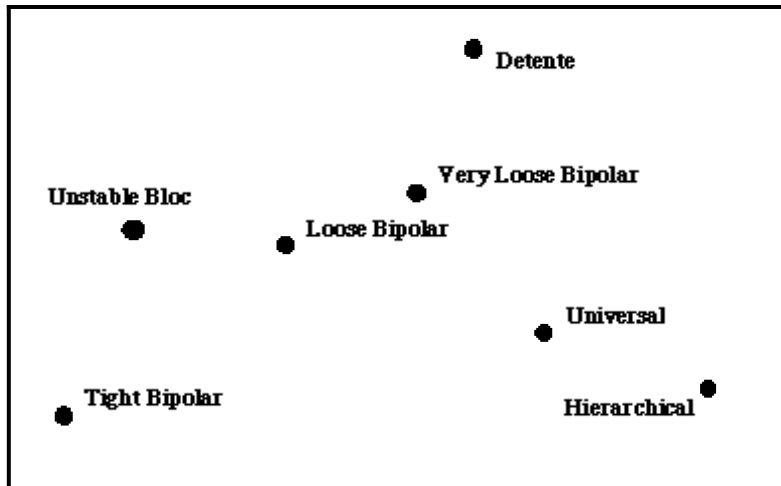 Detente
Very Loose Bipolar
Unstable Bloc
Loose Bipolar
Universal
Tight Bipolar
Hierarchical